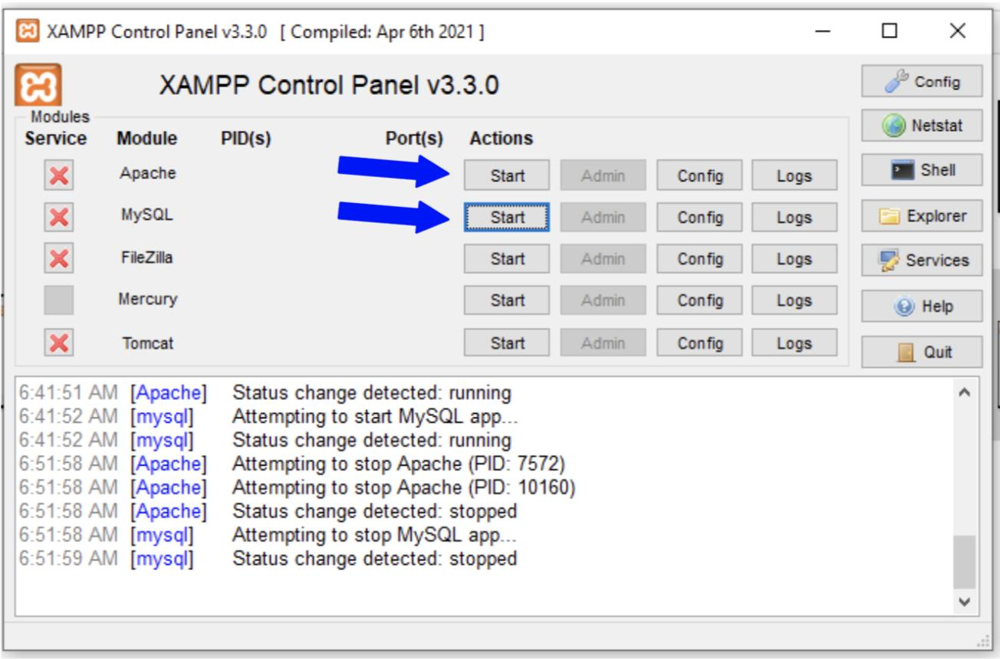 XAMPP Control Panel v3.3.0 [ Compiled: Apr 6th 2021 ]
XAMPP Control Panel v3.3.0
Config
Modules
Netstat
Service Module PID(s) Port(s) Actions
Apache Start Admin Config Logs
Shell
MySQL Start Admin Config Logs
Explorer
FileZilla Start Admin Config Logs
Services
Mercury Start Admin Config Logs
Help
Tomcat Start Admin Config Logs
Quit
6:41:51 AM [Apache] Status change detected: running
6:41:52 AM [mysql] Attempting to start MySQL app...
6:41:52 AM [mysql] Status change detected: running
6:51:58 AM [Apache] Attempting to stop Apache (PID: 7572)
6:51:58 AM [Apache] Attempting to stop Apache (PID: 10160)
6:51:58 AM [Apache] Status change detected: stopped
6:51:58 AM [mysql] Attempting to stop MySQL app...
6:51:59 AM [mysql] Status change detected: stopped